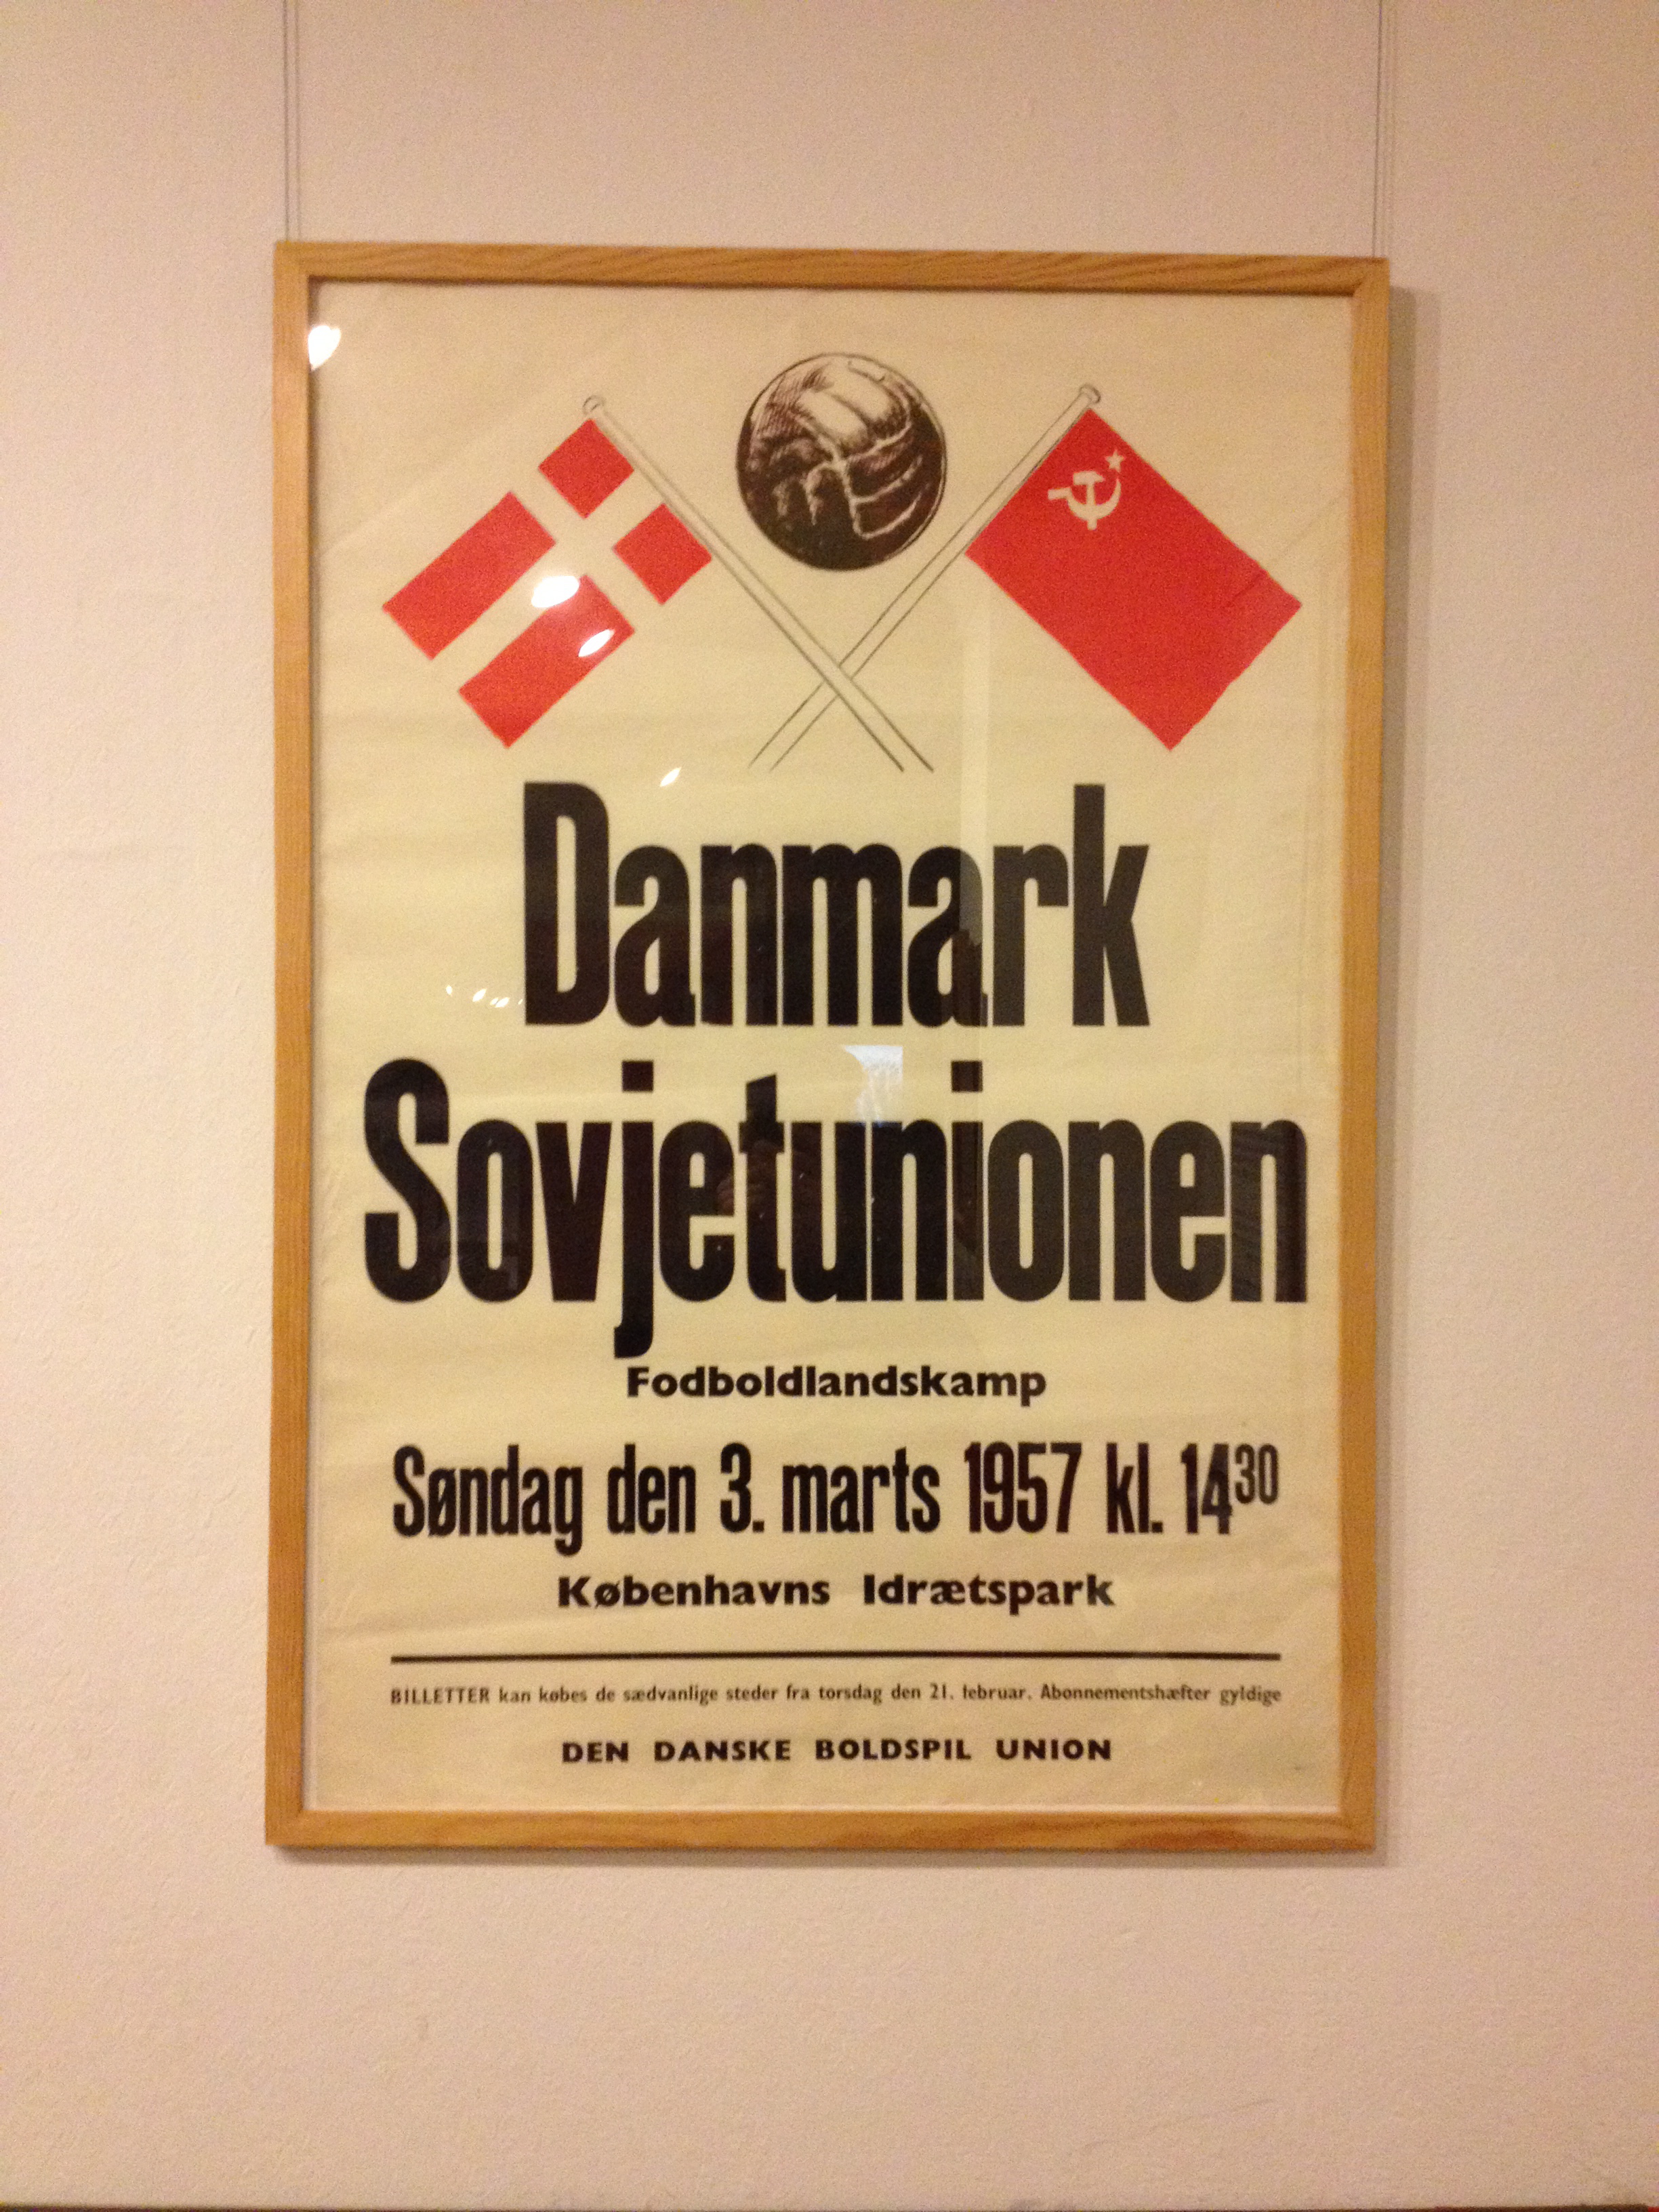 Danmark
Sovjetunionen
Fodboldlandskamp
Søndag den 3. marts 1957 kl. 14³⁰
Københavns Idrætspark
BILLETTER kan købes de sædvanlige steder fra torsdag den 21. februar. Abonnementshæfter gyldige
DEN DANSKE BOLDSPIL UNION